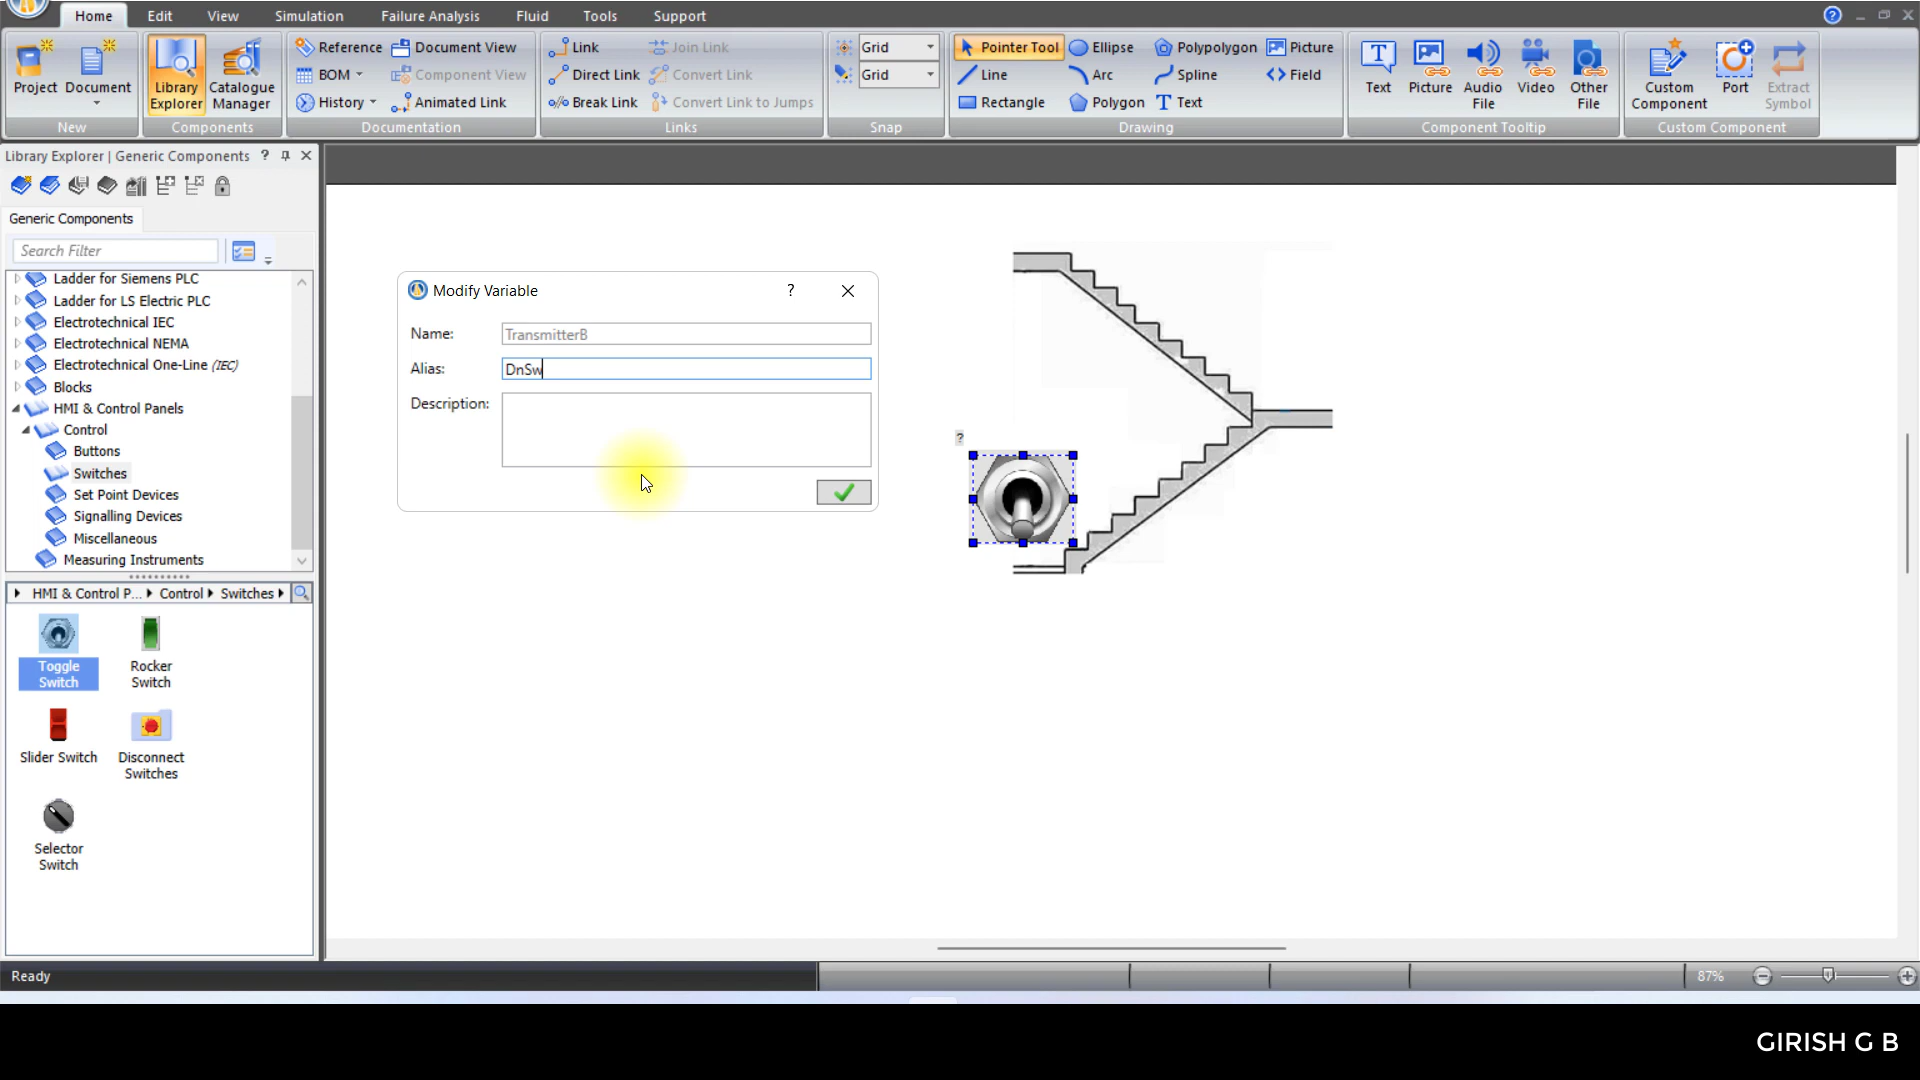 Home Edit View Simulation Failure Analysis Fluid Tools Support
Project Document
New
Library Explorer Catalogue Manager
Components
Reference Document View
BOM Component View
History Animated Link
Documentation
Link Join Link
Direct Link Convert Link
Break Link Convert Link to Jumps
Links
Grid
Grid
Snap
Pointer Tool Ellipse Polypolygon Picture
Line Arc Spline Field
Rectangle Polygon Text
Drawing
Text Picture Audio File Video Other File
Component Tooltip
Custom Component Port Extract Symbol
Custom Component
Library Explorer | Generic Components ?
Generic Components
Search Filter
Ladder for Siemens PLC
Ladder for LS Electric PLC
Electrotechnical IEC
Electrotechnical NEMA
Electrotechnical One-Line (IEC)
Blocks
HMI & Control Panels
Control
Buttons
Switches
Set Point Devices
Signalling Devices
Miscellaneous
Measuring Instruments
HMI & Control P... Control Switches
Toggle Switch
Rocker Switch
Slider Switch
Disconnect Switches
Selector Switch
Modify Variable ?
Name: TransmitterB
Alias: DnSw
Description:
?
Ready
87%
GIRISH G B